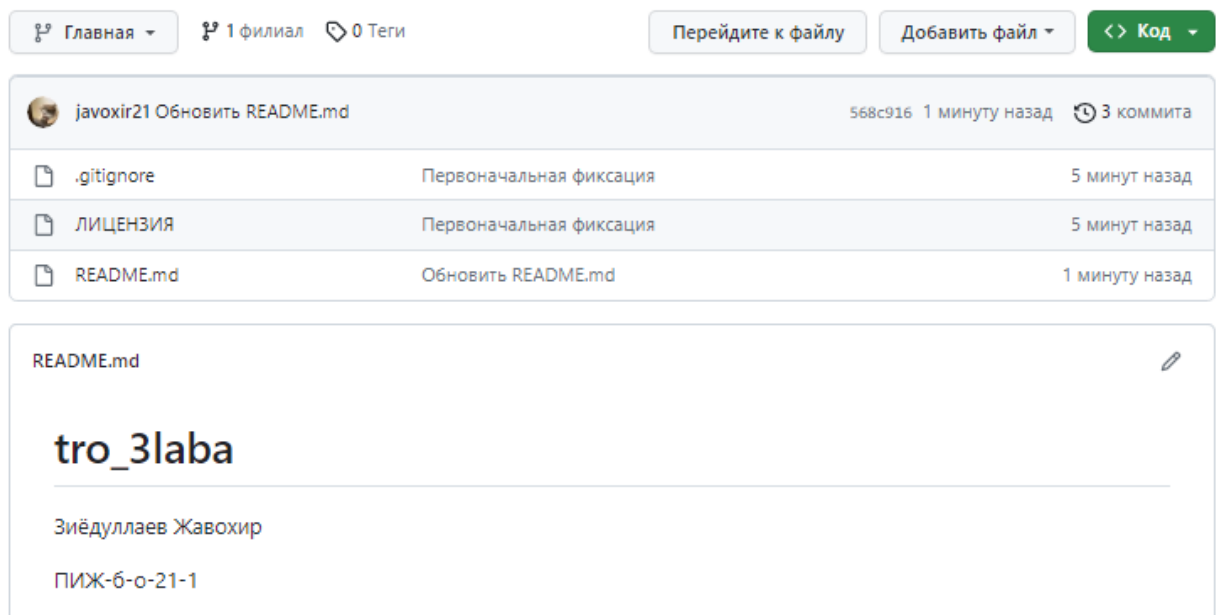 Главная 1 филиал 0 Теги Перейдите к файлу Добавить файл <> Код
javoxir21 Обновить README.md 568c916 1 минуту назад 3 коммита
.gitignore Первоначальная фиксация 5 минут назад
ЛИЦЕНЗИЯ Первоначальная фиксация 5 минут назад
README.md Обновить README.md 1 минуту назад
README.md
tro_3laba
Зиёдуллаев Жавохир
ПИЖ-б-о-21-1